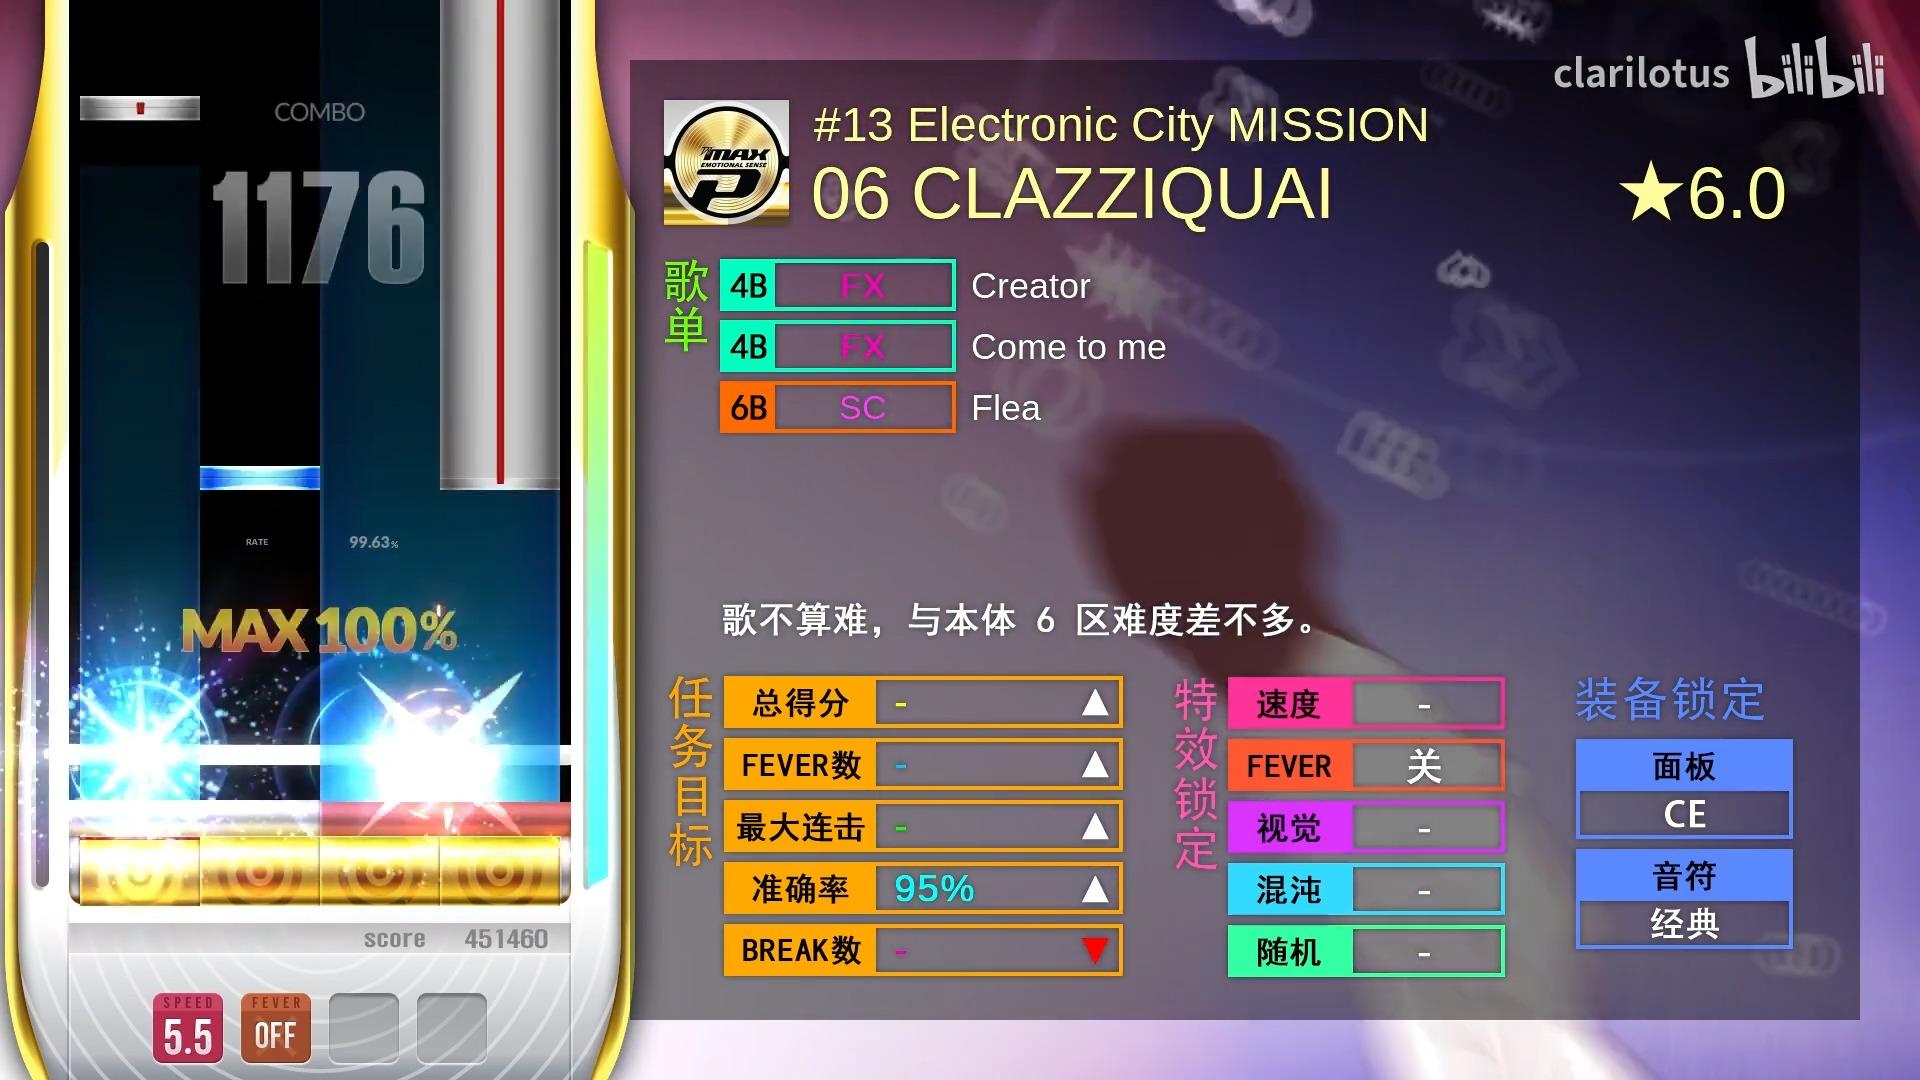 COMBO
1176
RATE 99.63%
MAX 100%
score 451460
SPEED
5.5
FEVER
OFF
clarilotus bilibili
MAX
EMOTIONAL SENSE
P
#13 Electronic City MISSION
06 CLAZZIQUAI
★6.0
歌单
4B FX Creator
4B FX Come to me
6B SC Flea
歌不算难，与本体 6 区难度差不多。
任务目标
总得分 - ▲
FEVER数 - ▲
最大连击 - ▲
准确率 95% ▲
BREAK数 - ▼
特效锁定
速度 -
FEVER 关
视觉 -
混沌 -
随机 -
装备锁定
面板
CE
音符
经典